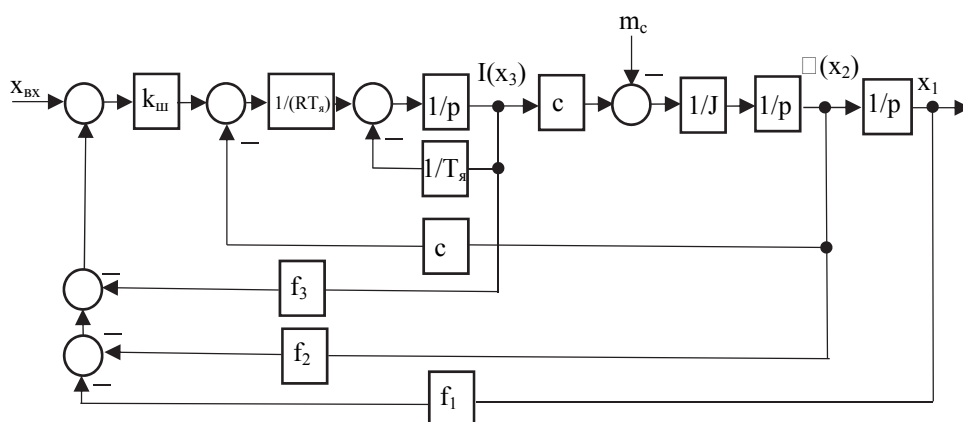 m_c
x_вх
k_ш
1/(RT_я)
1/p
I(x_3)
c
1/J
1/p
□(x_2)
1/p
x_1
1/T_я
c
f_3
f_2
f_1